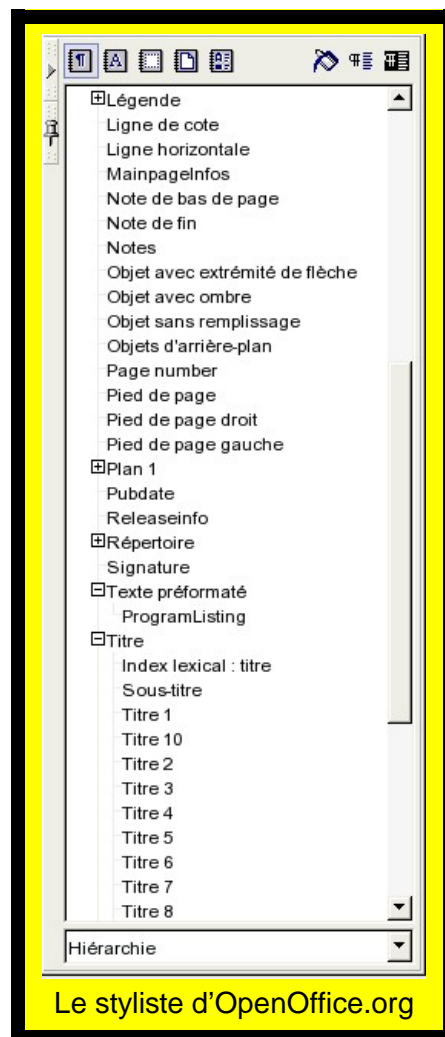 Légende
Ligne de cote
Ligne horizontale
MainpageInfos
Note de bas de page
Note de fin
Notes
Objet avec extrémité de flèche
Objet avec ombre
Objet sans remplissage
Objets d'arrière-plan
Page number
Pied de page
Pied de page droit
Pied de page gauche
Plan 1
Pubdate
Releaseinfo
Répertoire
Signature
Texte préformaté
ProgramListing
Titre
Index lexical : titre
Sous-titre
Titre 1
Titre 10
Titre 2
Titre 3
Titre 4
Titre 5
Titre 6
Titre 7
Titre 8
Hiérarchie
Le styliste d’OpenOffice.org